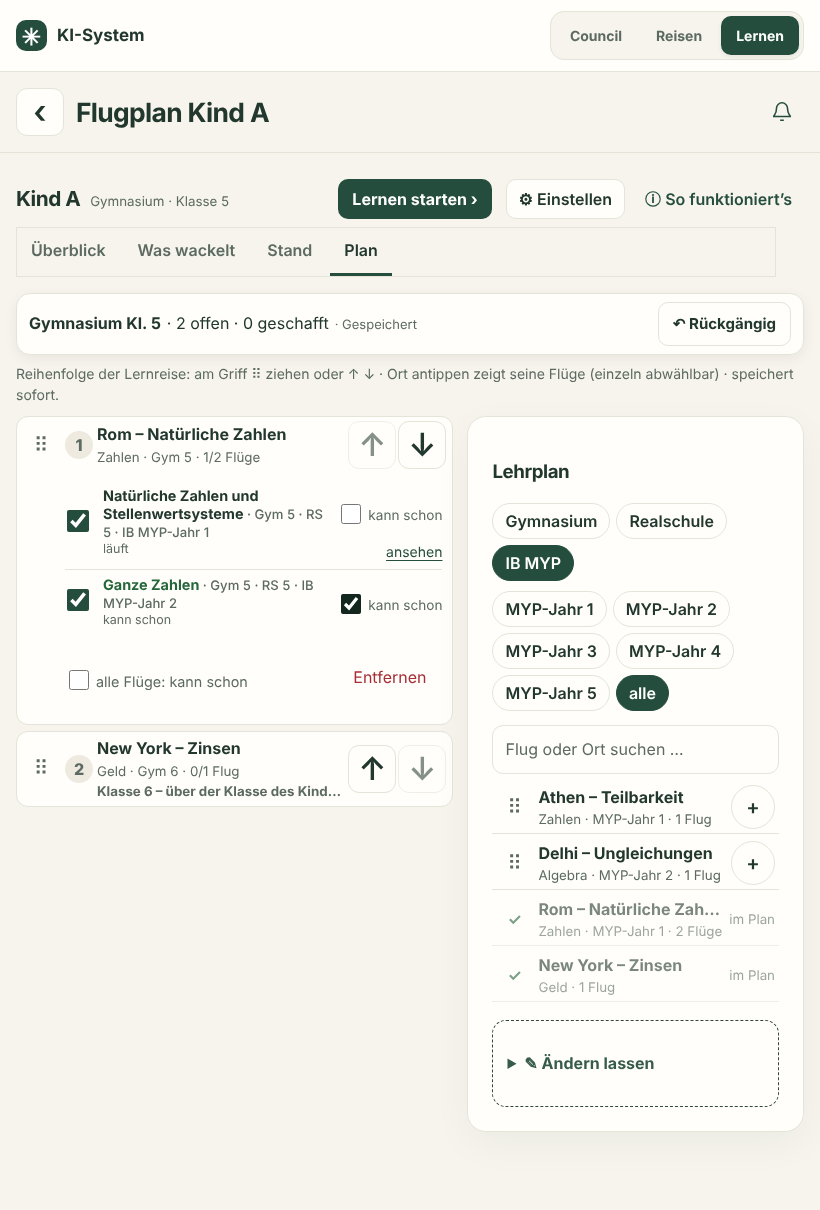 KI-System
Council Reisen Lernen
‹ Flugplan Kind A
Kind A Gymnasium · Klasse 5 Lernen starten › ⚙ Einstellen ⓘ So funktioniert’s
Überblick Was wackelt Stand Plan
Gymnasium Kl. 5 · 2 offen · 0 geschafft · Gespeichert ↶ Rückgängig
Reihenfolge der Lernreise: am Griff ⠿ ziehen oder ↑ ↓ · Ort antippen zeigt seine Flüge (einzeln abwählbar) · speichert
sofort.
⠿ 1 Rom – Natürliche Zahlen ↑ ↓
Zahlen · Gym 5 · 1/2 Flüge
Natürliche Zahlen und
Stellenwertsysteme · Gym 5 · RS
5 · IB MYP-Jahr 1
läuft
kann schon
ansehen
Ganze Zahlen · Gym 5 · RS 5 · IB
MYP-Jahr 2
kann schon
kann schon
alle Flüge: kann schon Entfernen
⠿ 2 New York – Zinsen ↑ ↓
Geld · Gym 6 · 0/1 Flug
Klasse 6 – über der Klasse des Kind…
Lehrplan
Gymnasium Realschule
IB MYP
MYP-Jahr 1 MYP-Jahr 2
MYP-Jahr 3 MYP-Jahr 4
MYP-Jahr 5 alle
Flug oder Ort suchen …
⠿ Athen – Teilbarkeit +
Zahlen · MYP-Jahr 1 · 1 Flug
⠿ Delhi – Ungleichungen +
Algebra · MYP-Jahr 2 · 1 Flug
✓ Rom – Natürliche Zah… im Plan
Zahlen · MYP-Jahr 1 · 2 Flüge
✓ New York – Zinsen im Plan
Geld · 1 Flug
▶ ✎ Ändern lassen